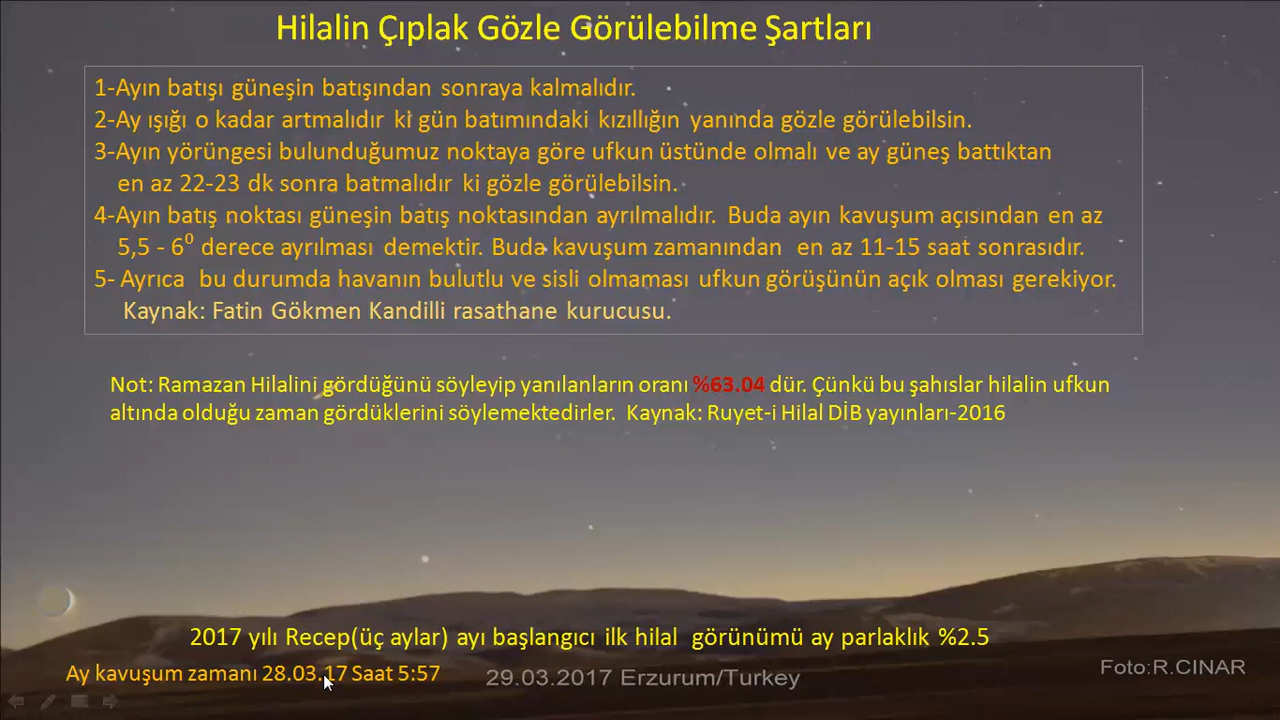 Hilalin Çıplak Gözle Görülebilme Şartları
1-Ayın batışı güneşin batışından sonraya kalmalıdır.
2-Ay ışığı o kadar artmalıdır ki gün batımındaki kızıllığın yanında gözle görülebilsin.
3-Ayın yörüngesi bulunduğumuz noktaya göre ufkun üstünde olmalı ve ay güneş battıktan
en az 22-23 dk sonra batmalıdır ki gözle görülebilsin.
4-Ayın batış noktası güneşin batış noktasından ayrılmalıdır. Buda ayın kavuşum açısından en az
5,5 - 6⁰ derece ayrılması demektir. Buda kavuşum zamanından en az 11-15 saat sonrasıdır.
5- Ayrıca bu durumda havanın bulutlu ve sisli olmaması ufkun görüşünün açık olması gerekiyor.
Kaynak: Fatin Gökmen Kandilli rasathane kurucusu.
Not: Ramazan Hilalini gördüğünü söyleyip yanılanların oranı %63.04 dür. Çünkü bu şahıslar hilalin ufkun
altında olduğu zaman gördüklerini söylemektedirler. Kaynak: Ruyet-i Hilal DİB yayınları-2016
2017 yılı Recep(üç aylar) ayı başlangıcı ilk hilal görünümü ay parlaklık %2.5
Ay kavuşum zamanı 28.03.17 Saat 5:57
29.03.2017 Erzurum/Turkey
Foto:R.CINAR